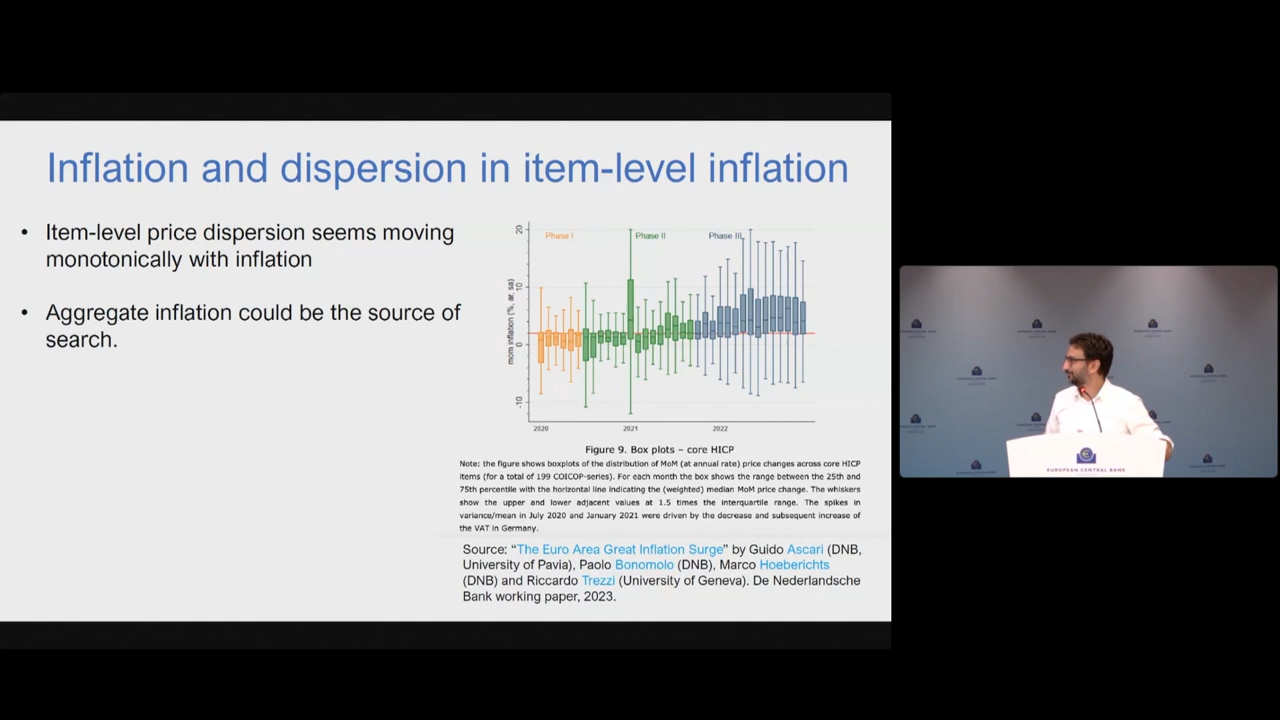 Inflation and dispersion in item-level inflation
• Item-level price dispersion seems moving
monotonically with inflation
• Aggregate inflation could be the source of
search.
Phase I
Phase II
Phase III
mom inflation (%, ar, sa)
20
10
0
-10
2020
2021
2022
Figure 9. Box plots – core HICP
Note: the figure shows boxplots of the distribution of MoM (at annual rate) price changes across core HICP
items (for a total of 199 COICOP-series). For each month the box shows the range between the 25th and
75th percentile with the horizontal line indicating the (weighted) median MoM price change. The whiskers
show the upper and lower adjacent values at 1.5 times the interquartile range. The spikes in
variance/mean in July 2020 and January 2021 were driven by the decrease and subsequent increase of
the VAT in Germany.
Source: “The Euro Area Great Inflation Surge” by Guido Ascari (DNB,
University of Pavia), Paolo Bonomolo (DNB), Marco Hoeberichts
(DNB) and Riccardo Trezzi (University of Geneva). De Nederlandsche
Bank working paper, 2023.
EUROPEAN CENTRAL BANK